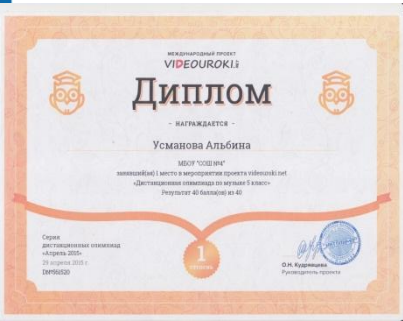 МЕЖДУНАРОДНЫЙ ПРОЕКТ
VIDEOUROKI
Диплом
- НАГРАЖДАЕТСЯ -
Усманова Альбина
МБОУ "СОШ №4"
занявший(ая) 1 место в мероприятии проекта videouroki.net
«Дистанционная олимпиада по музыке 5 класс»
Результат 40 балла(ов) из 40
Серия
дистанционных олимпиад
«Апрель 2015»
29 апреля 2015 г.
1
О.Н. Кудрявцева
Руководитель проекта